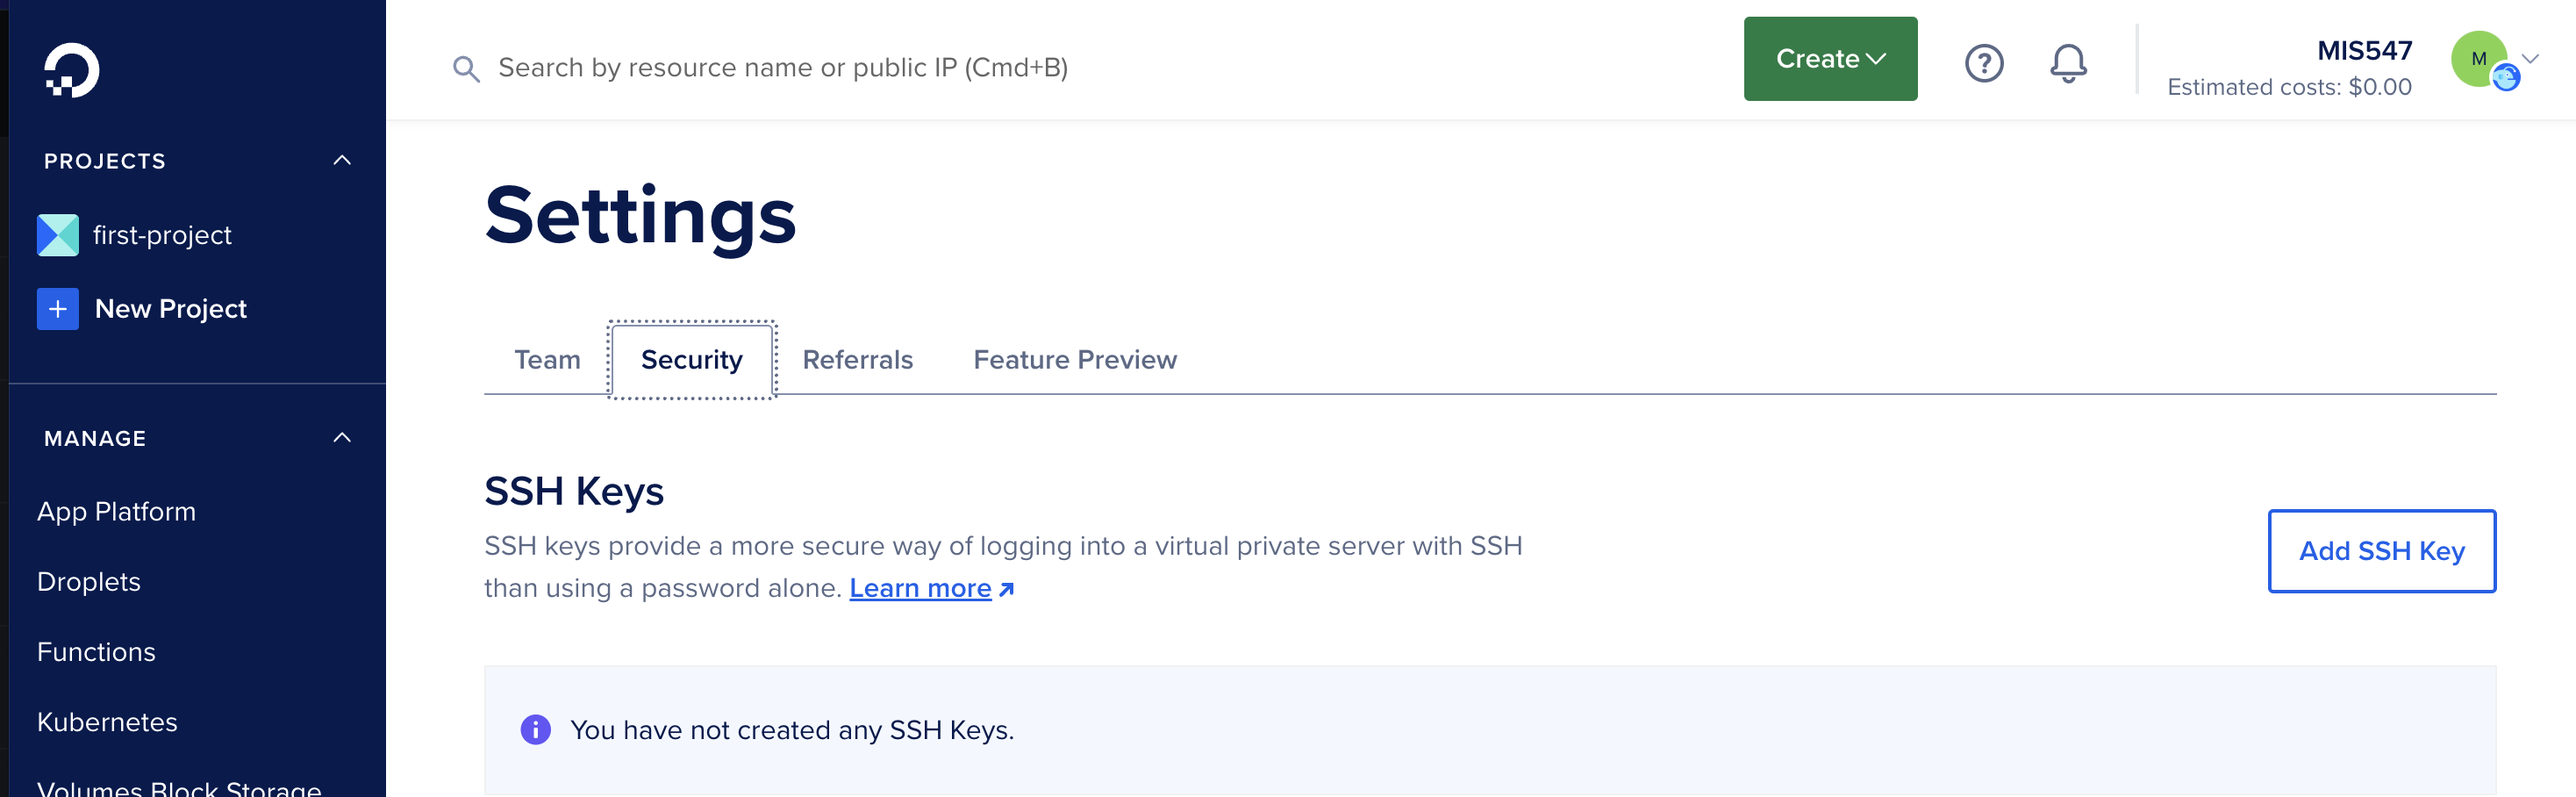 Search by resource name or public IP (Cmd+B)
Create
?
MIS547
Estimated costs: $0.00
M
PROJECTS
first-project
New Project
MANAGE
App Platform
Droplets
Functions
Kubernetes
Volumes Block Storage
Settings
Team
Security
Referrals
Feature Preview
SSH Keys
SSH keys provide a more secure way of logging into a virtual private server with SSH
than using a password alone. Learn more
Add SSH Key
You have not created any SSH Keys.